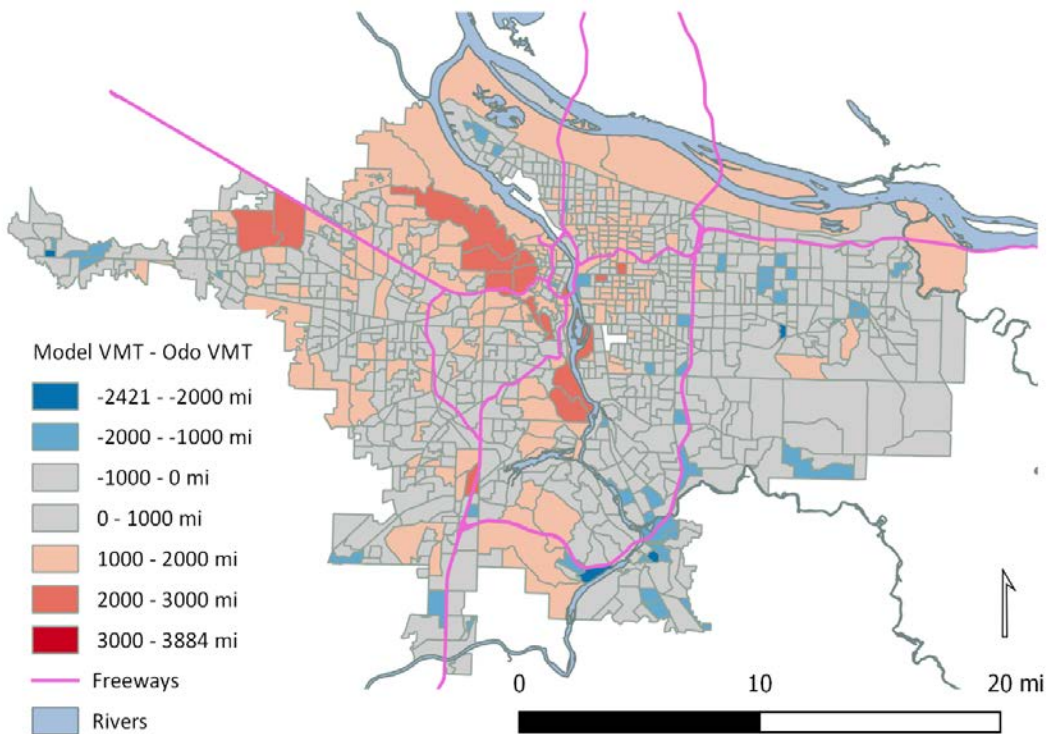 Model VMT - Odo VMT
-2421 - -2000 mi
-2000 - -1000 mi
-1000 - 0 mi
0 - 1000 mi
1000 - 2000 mi
2000 - 3000 mi
3000 - 3884 mi
Freeways
Rivers
0 10 20 mi